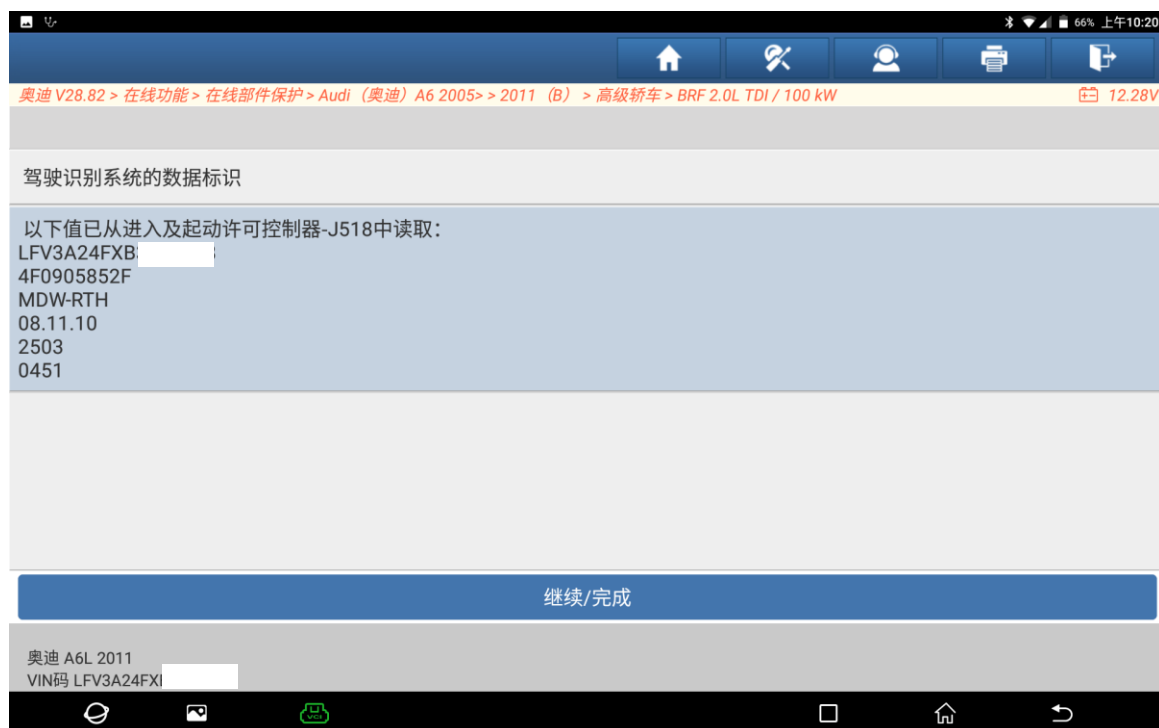 66% 上午10:20
奥迪 V28.82 > 在线功能 > 在线部件保护 > Audi（奥迪）A6 2005> > 2011（B） > 高级轿车 > BRF 2.0L TDI / 100 kW
12.28V
驾驶识别系统的数据标识
以下值已从进入及起动许可控制器-J518中读取：
LFV3A24FXB
4F0905852F
MDW-RTH
08.11.10
2503
0451
继续/完成
奥迪 A6L 2011
VIN码 LFV3A24FX
VCI